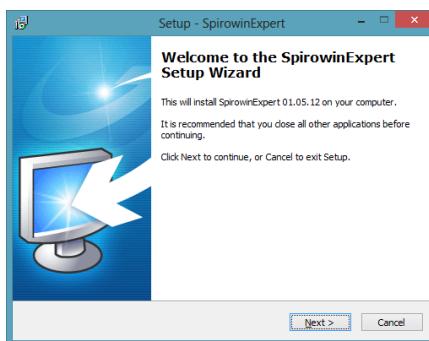 Setup - SpirowinExpert
Welcome to the SpirowinExpert
Setup Wizard
This will install SpirowinExpert 01.05.12 on your computer.
It is recommended that you close all other applications before
continuing.
Click Next to continue, or Cancel to exit Setup.
Next >
Cancel